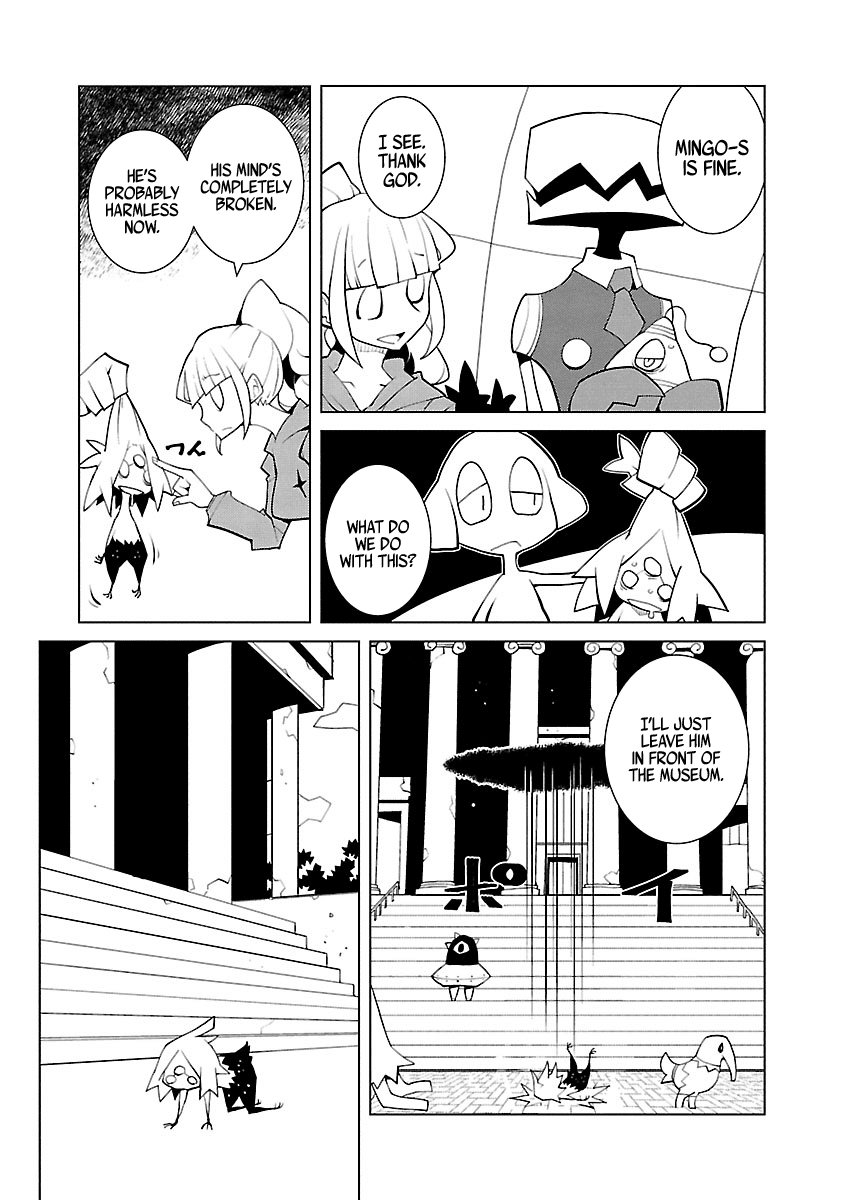 MINGO-S
IS FINE.
I SEE.
THANK
GOD.
WHAT DO
WE DO
WITH THIS?
HIS MIND'S
COMPLETELY
BROKEN.
HE'S
PROBABLY
HARMLESS
NOW.
つん
I'LL JUST
LEAVE HIM
IN FRONT OF
THE MUSEUM.
ポイ